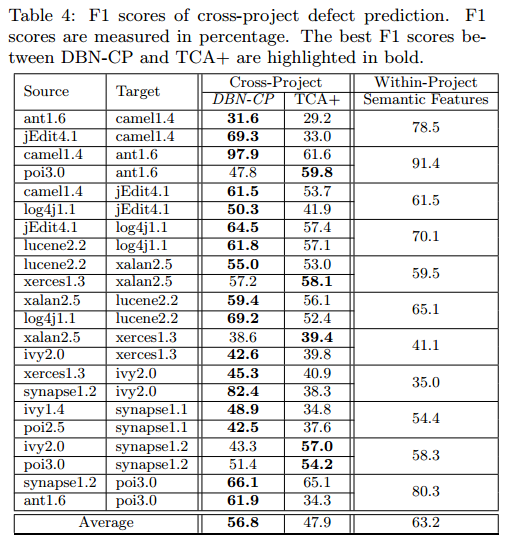 Table 4: F1 scores of cross-project defect prediction. F1
scores are measured in percentage. The best F1 scores be-
tween DBN-CP and TCA+ are highlighted in bold.
Source Target Cross-Project Within-Project
DBN-CP TCA+ Semantic Features
ant1.6 camel1.4 31.6 29.2 78.5
jEdit4.1 camel1.4 69.3 33.0
camel1.4 ant1.6 97.9 61.6 91.4
poi3.0 ant1.6 47.8 59.8
camel1.4 jEdit4.1 61.5 53.7 61.5
log4j1.1 jEdit4.1 50.3 41.9
jEdit4.1 log4j1.1 64.5 57.4 70.1
lucene2.2 log4j1.1 61.8 57.1
lucene2.2 xalan2.5 55.0 53.0 59.5
xerces1.3 xalan2.5 57.2 58.1
xalan2.5 lucene2.2 59.4 56.1 65.1
log4j1.1 lucene2.2 69.2 52.4
xalan2.5 xerces1.3 38.6 39.4 41.1
ivy2.0 xerces1.3 42.6 39.8
xerces1.3 ivy2.0 45.3 40.9 35.0
synapse1.2 ivy2.0 82.4 38.3
ivy1.4 synapse1.1 48.9 34.8 54.4
poi2.5 synapse1.1 42.5 37.6
ivy2.0 synapse1.2 43.3 57.0 58.3
poi3.0 synapse1.2 51.4 54.2
synapse1.2 poi3.0 66.1 65.1 80.3
ant1.6 poi3.0 61.9 34.3
Average 56.8 47.9 63.2